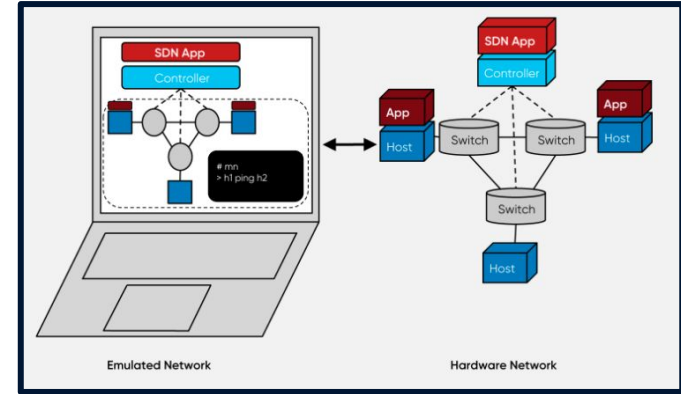 SDN App
Controller
# mn
> h1 ping h2
Emulated Network
SDN App
Controller
App
Host
Switch
Switch
App
Host
Switch
Host
Hardware Network